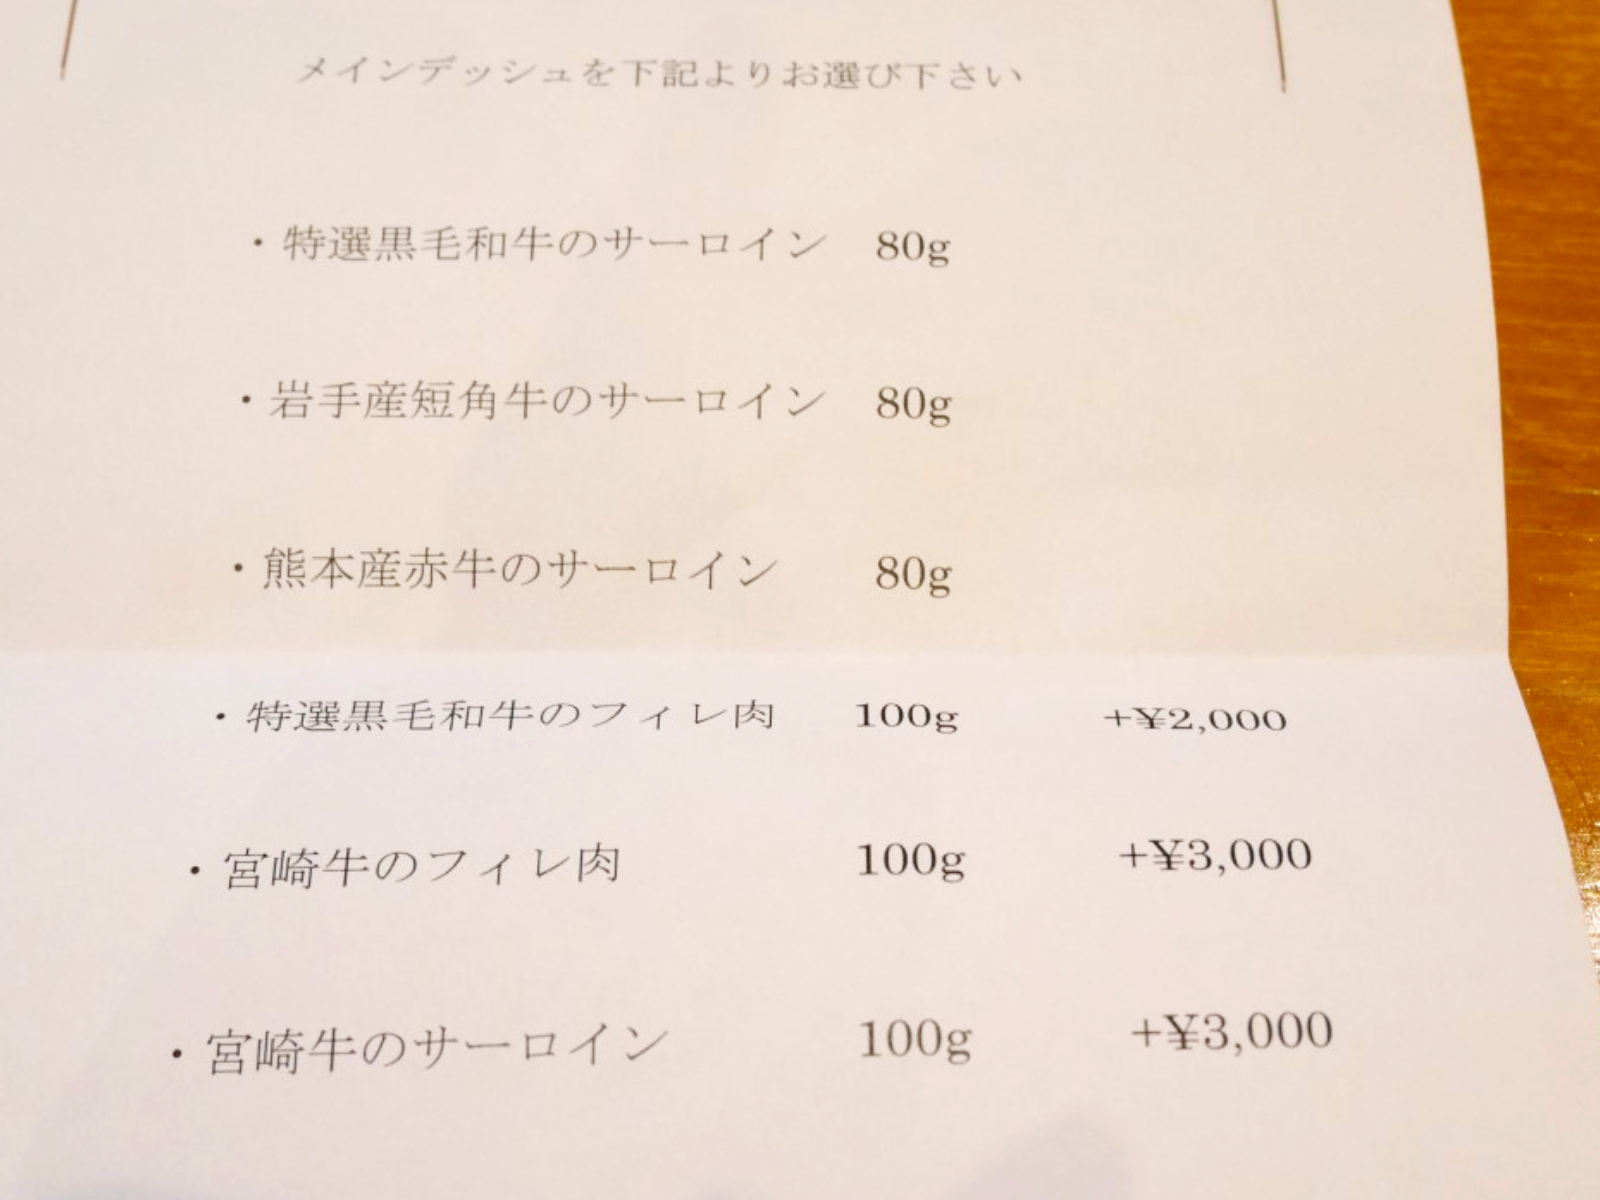 メインデッシュを下記よりお選び下さい
・特選黒毛和牛のサーロイン 80g
・岩手産短角牛のサーロイン 80g
・熊本産赤牛のサーロイン 80g
・特選黒毛和牛のフィレ肉 100g +¥2,000
・宮崎牛のフィレ肉 100g +¥3,000
・宮崎牛のサーロイン 100g +¥3,000